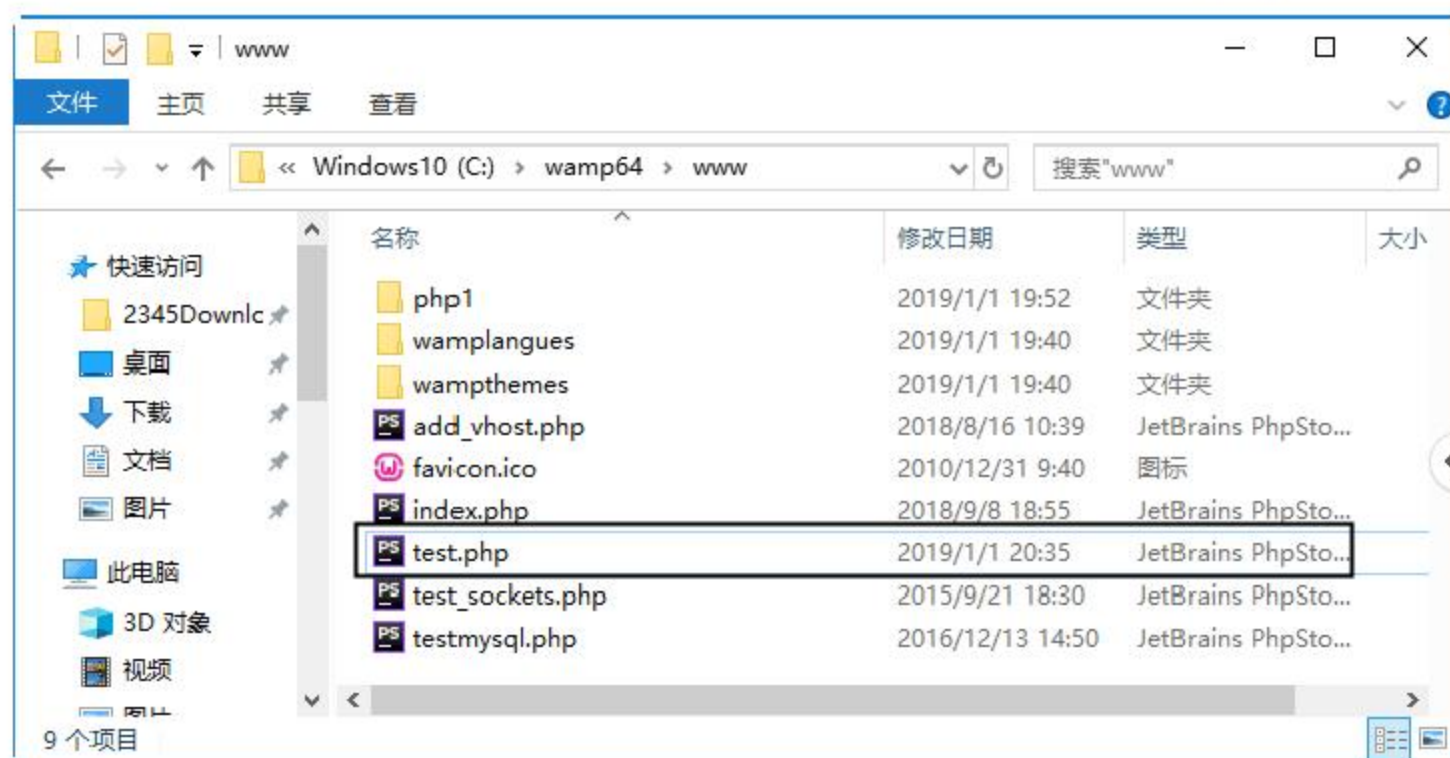 www
文件 主页 共享 查看
« Windows10 (C:) › wamp64 › www 搜索"www"
名称 修改日期 类型 大小
快速访问
2345Downlc
桌面
下载
文档
图片
此电脑
3D 对象
视频
图片
php1 2019/1/1 19:52 文件夹
wamplangues 2019/1/1 19:40 文件夹
wampthemes 2019/1/1 19:40 文件夹
add_vhost.php 2018/8/16 10:39 JetBrains PhpSto...
favicon.ico 2010/12/31 9:40 图标
index.php 2018/9/8 18:55 JetBrains PhpSto...
test.php 2019/1/1 20:35 JetBrains PhpSto...
test_sockets.php 2015/9/21 18:30 JetBrains PhpSto...
testmysql.php 2016/12/13 14:50 JetBrains PhpSto...
9 个项目